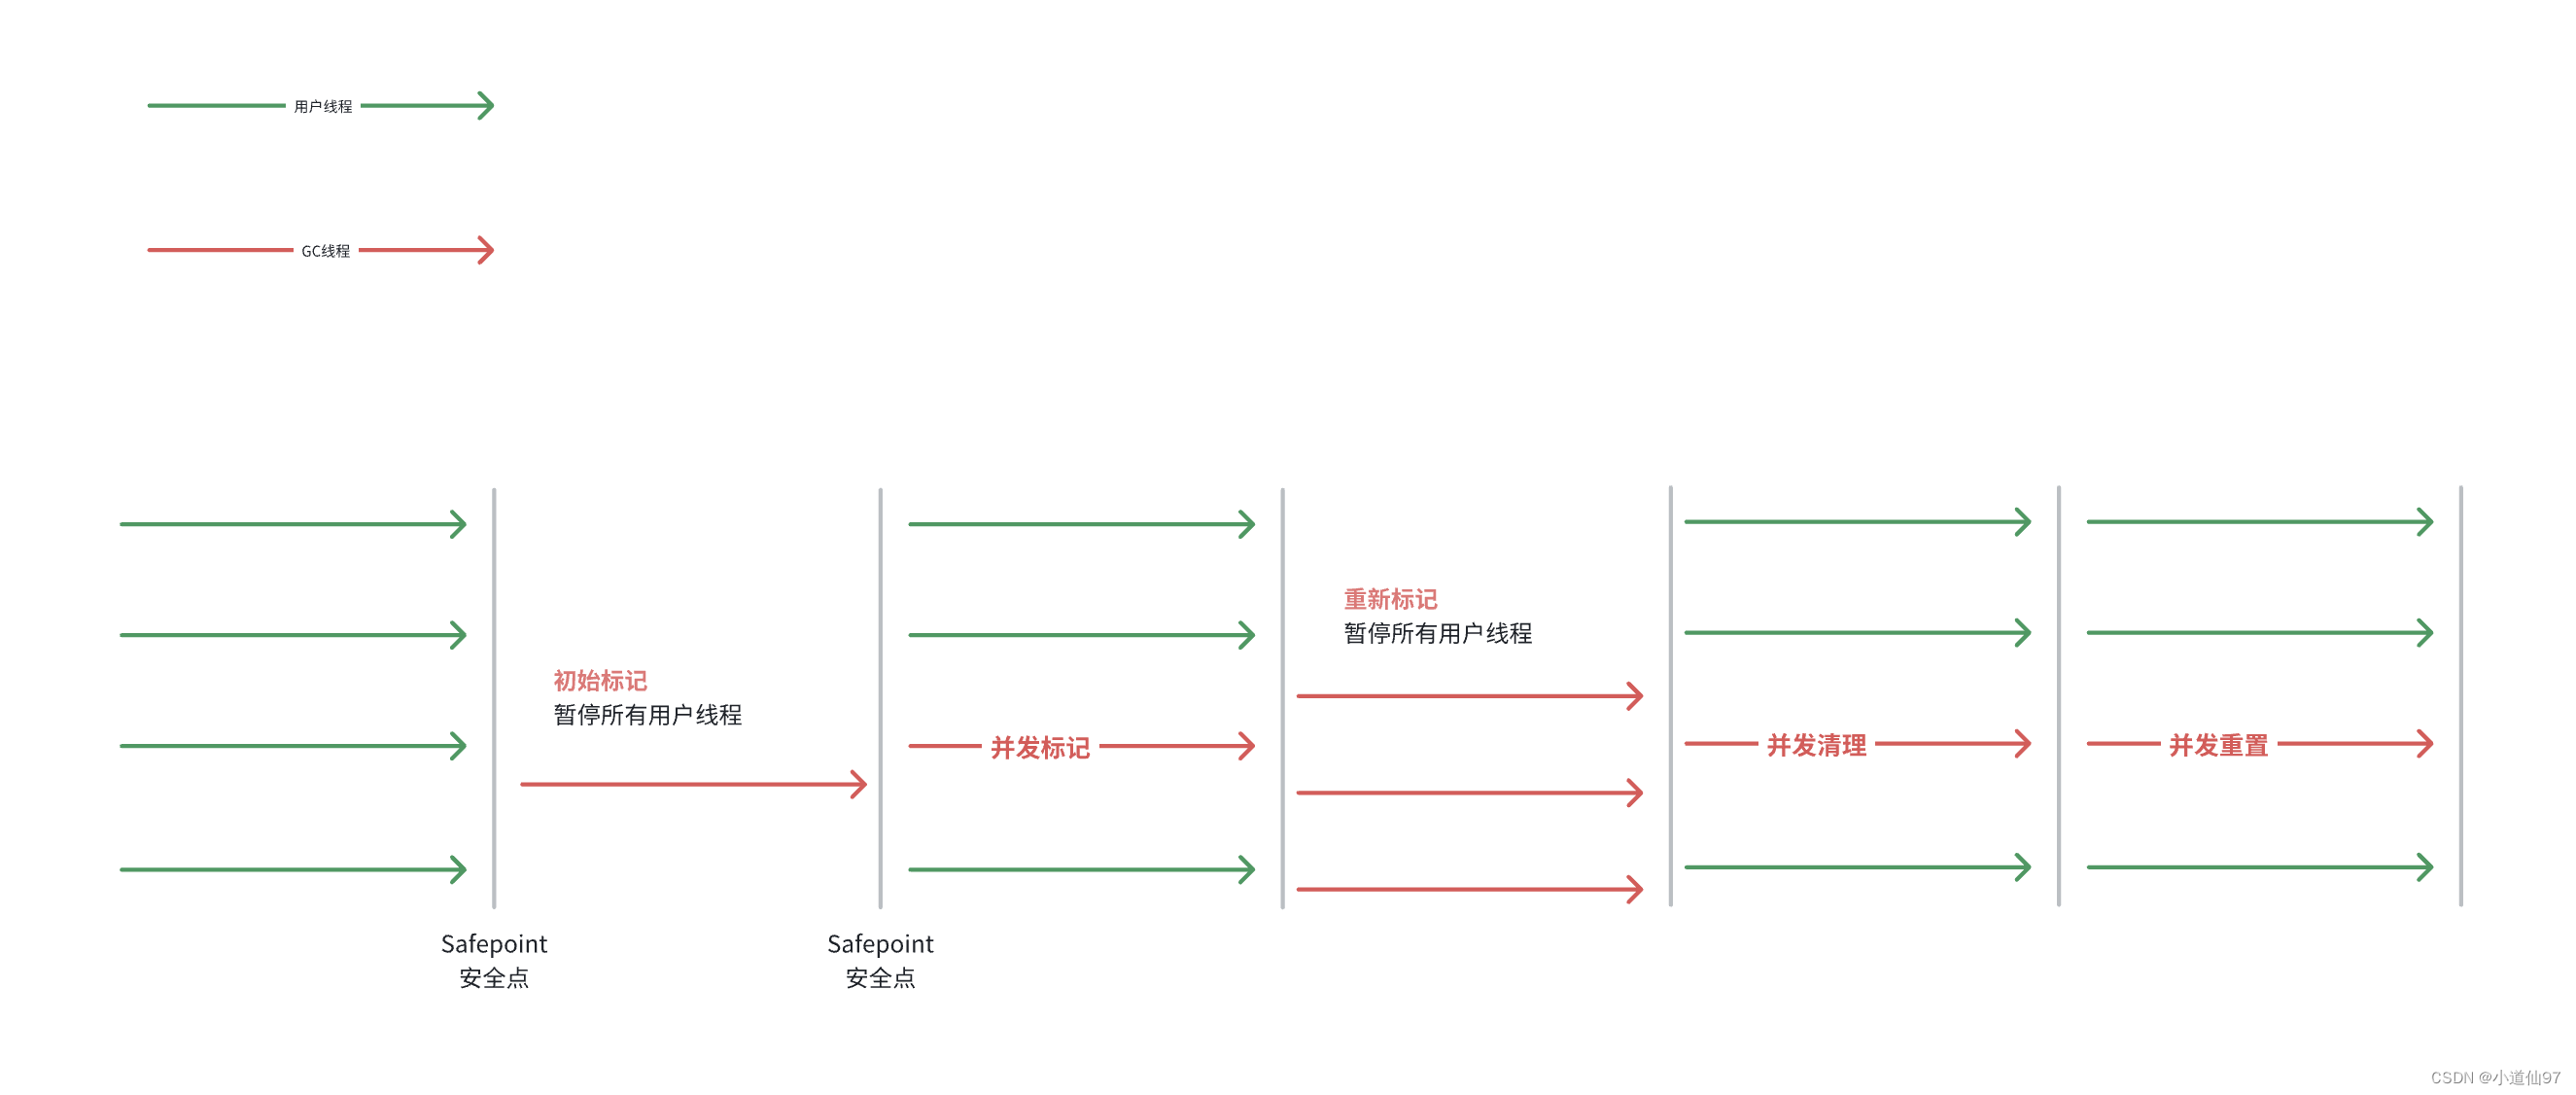 用户线程
GC线程
初始标记
暂停所有用户线程
并发标记
重新标记
暂停所有用户线程
并发清理
并发重置
Safepoint
安全点
Safepoint
安全点
CSDN @小道仙97